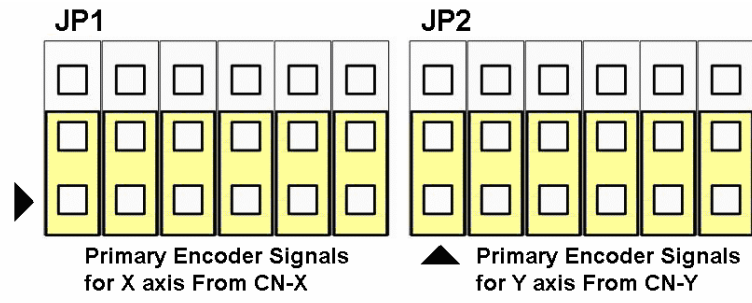 JP1
JP2
Primary Encoder Signals
for X axis From CN-X
Primary Encoder Signals
for Y axis From CN-Y